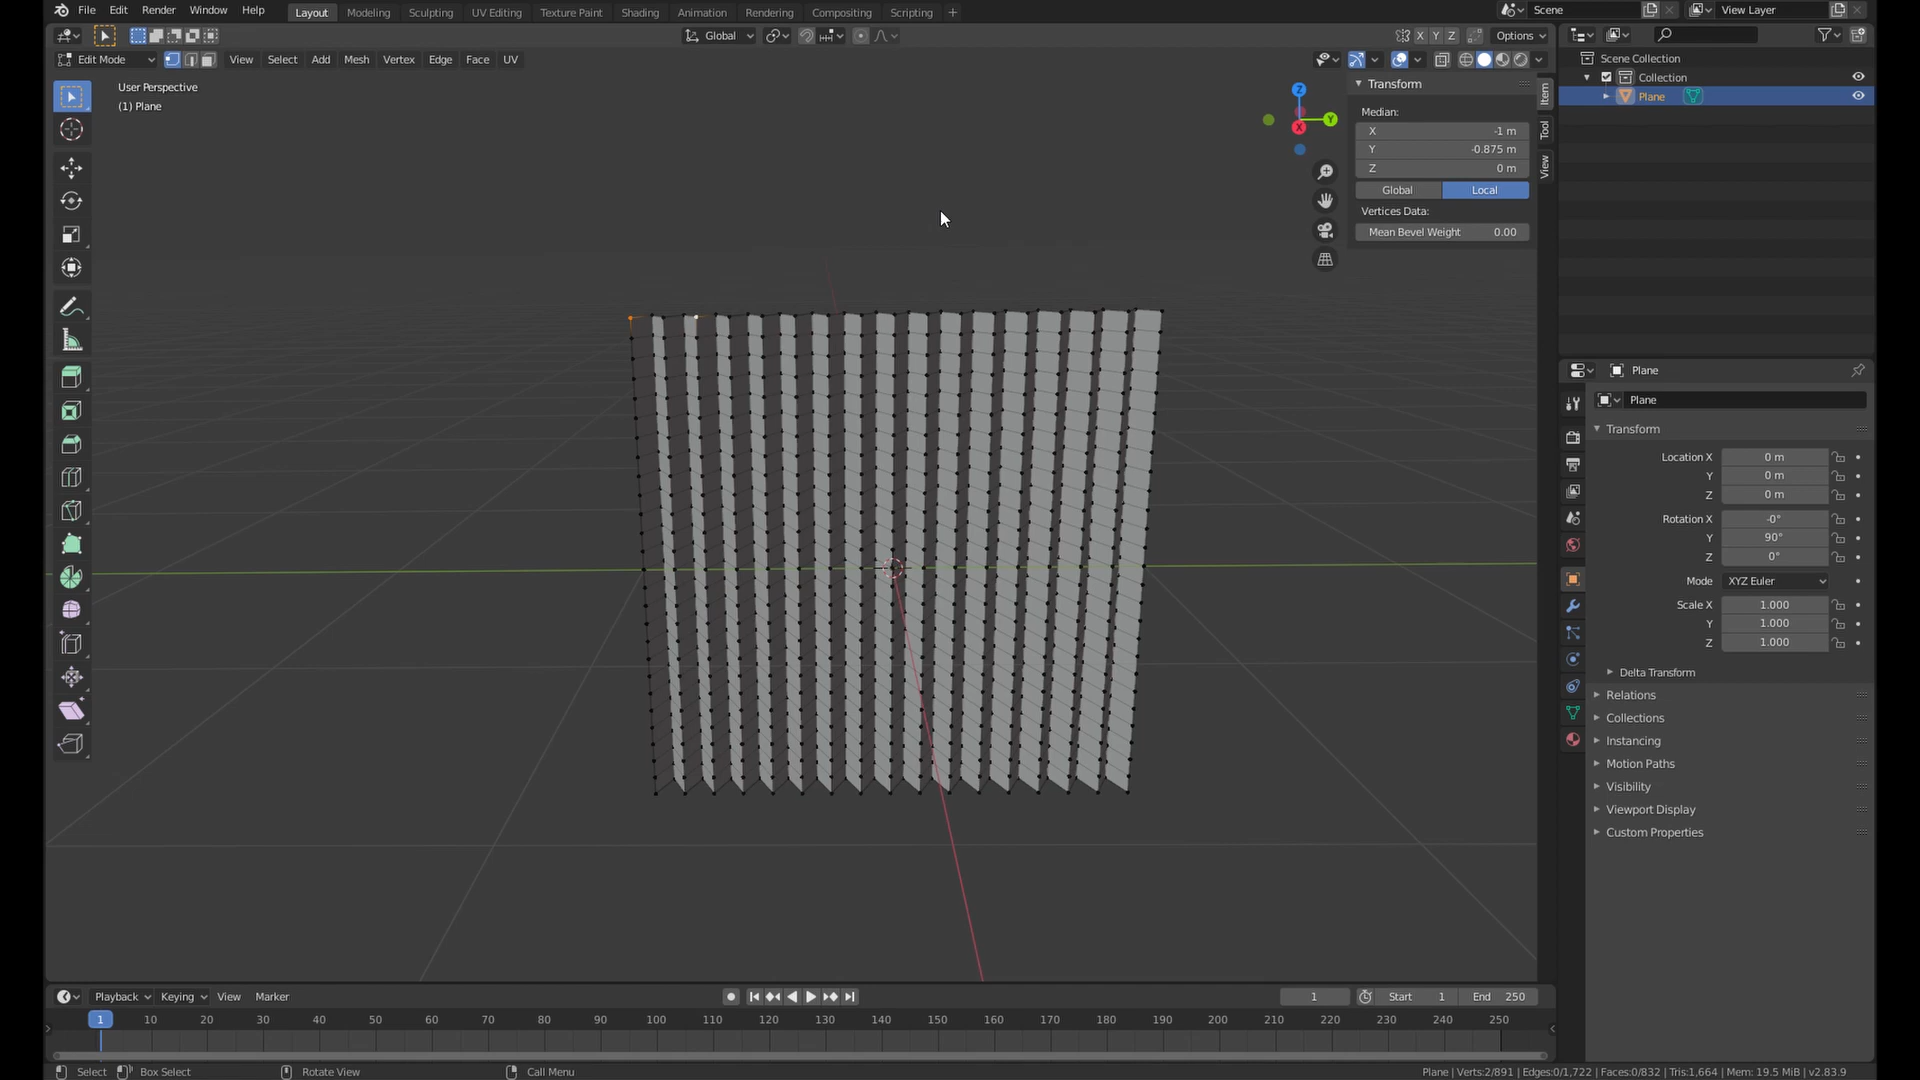 File Edit Render Window Help Layout Modeling Sculpting UV Editing Texture Paint Shading Animation Rendering Compositing Scripting + Scene View Layer
Global X Y Z Options
Edit Mode View Select Add Mesh Vertex Edge Face UV
User Perspective
(1) Plane
Z
Y
X
Transform
Median:
X -1 m
Y -0.875 m
Z 0 m
Global Local
Vertices Data:
Mean Bevel Weight 0.00
Item
Tool
View
Scene Collection
Collection
Plane
Plane
Plane
Transform
Location X 0 m
Y 0 m
Z 0 m
Rotation X -0°
Y 90°
Z 0°
Mode XYZ Euler
Scale X 1.000
Y 1.000
Z 1.000
Delta Transform
Relations
Collections
Instancing
Motion Paths
Visibility
Viewport Display
Custom Properties
Playback Keying View Marker 1 Start 1 End 250
1 10 20 30 40 50 60 70 80 90 100 110 120 130 140 150 160 170 180 190 200 210 220 230 240 250
Select Box Select Rotate View Call Menu Plane | Verts:2/891 | Edges:0/1,722 | Faces:0/832 | Tris:1,664 | Mem: 19.5 MiB | v2.83.9